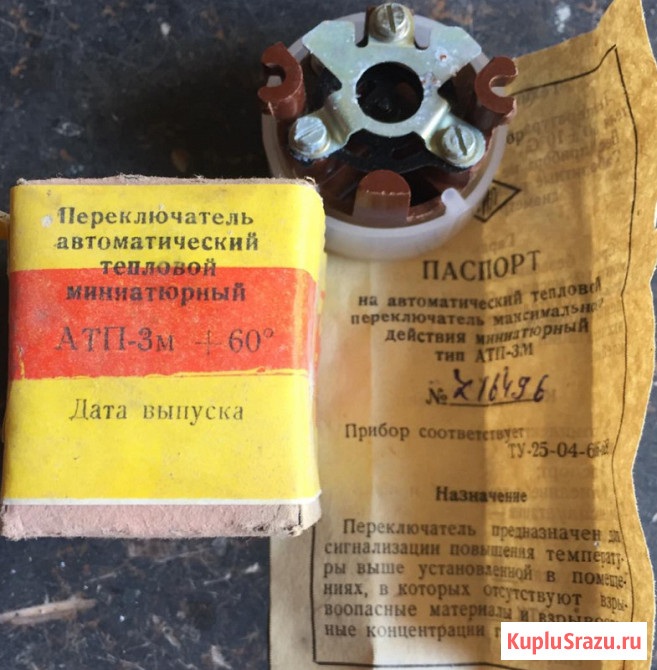 Переключатель
автоматический
тепловой
миниатюрный
АТП-3м +60°
Дата выпуска
ПАСПОРТ
на автоматический тепловой
переключатель максимально
действия миниатюрный
тип АТП-3М
№ 216496
Прибор соответствует
ТУ-25-04-6
Назначение
Переключатель предназначен
сигнализации повышения температу-
ры выше установленной в помеще-
ниях, в которых отсутствуют взры-
воопасные материалы и взрывоо
ные концентрации
KupluSrazu.ru